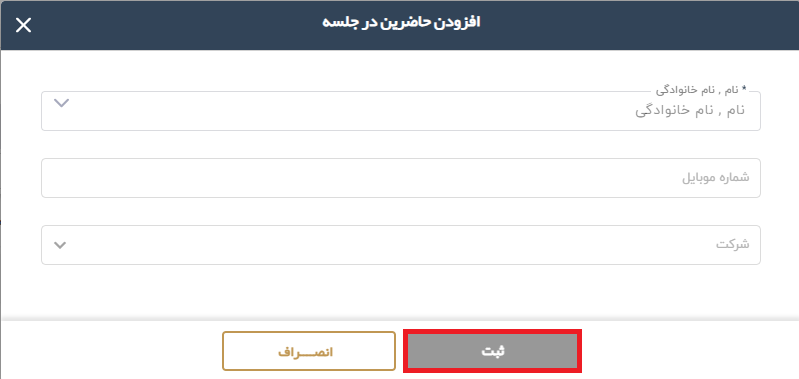 افزودن حاضرین در جلسه
* نام , نام خانوادگی
نام , نام خانوادگی
شماره موبایل
شرکت
ثبت
انصـــراف